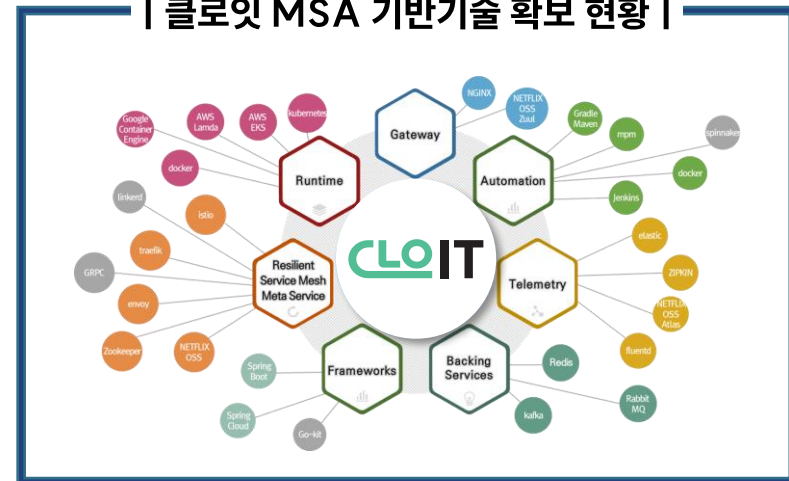 | 클로잇 MSA 기반기술 확보 현황 |
NGINX
NETFLIX
OSS
Zuul
Gateway
kubernetes
AWS
EKS
AWS
Lamda
Google
Container
Engine
docker
Runtime
Gradle
Maven
mpm
spinnaker
docker
Jenkins
Automation
linkerd
istio
traefik
GRPC
envoy
Zookeeper
NETFLIX
OSS
Resilient
Service Mesh
Meta Service
CLOIT
elastic
ZIPKIN
NETFLIX
OSS
Atlas
fluentd
Telemetry
Spring
Boot
Spring
Cloud
Go-kit
Frameworks
Backing
Services
Redis
Rabbit
MQ
kafka